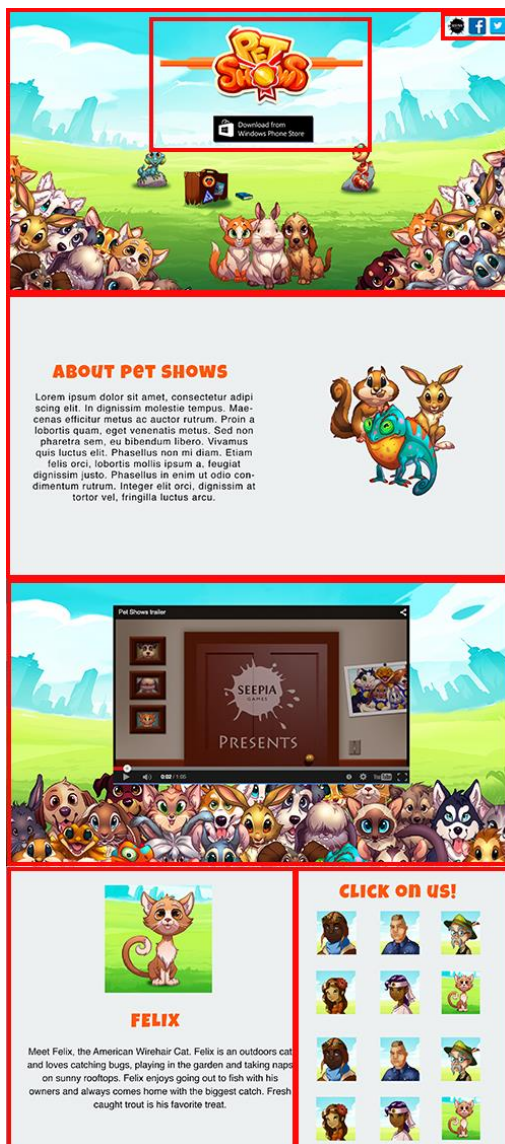 PET
SHOWS
Download from
Windows Phone Store
ABOUT PET SHOWS
Lorem ipsum dolor sit amet, consectetur adipi
scing elit. In dignissim molestie tempus. Mae-
cenas efficitur metus ac auctor rutrum. Proin a
lobortis quam, eget venenatis metus. Sed non
pharetra sem, eu bibendum libero. Vivamus
quis luctus elit. Phasellus non mi diam. Etiam
felis orci, lobortis mollis ipsum a, feugiat
dignissim justo. Phasellus in enim ut odio con-
dimentum rutrum. Integer elit orci, dignissim at
tortor vel, fringilla luctus arcu.
Pet Shows trailer
SEEPIA
GAMES
PRESENTS
0:02 / 1:00
CLICK ON US!
FELIX
Meet Felix, the American Wirehair Cat. Felix is an outdoors cat
and loves catching bugs, playing in the garden and taking naps
on sunny rooftops. Felix enjoys going out to fish with his
owners and always comes home with the biggest catch. Fresh
caught trout is his favorite treat.